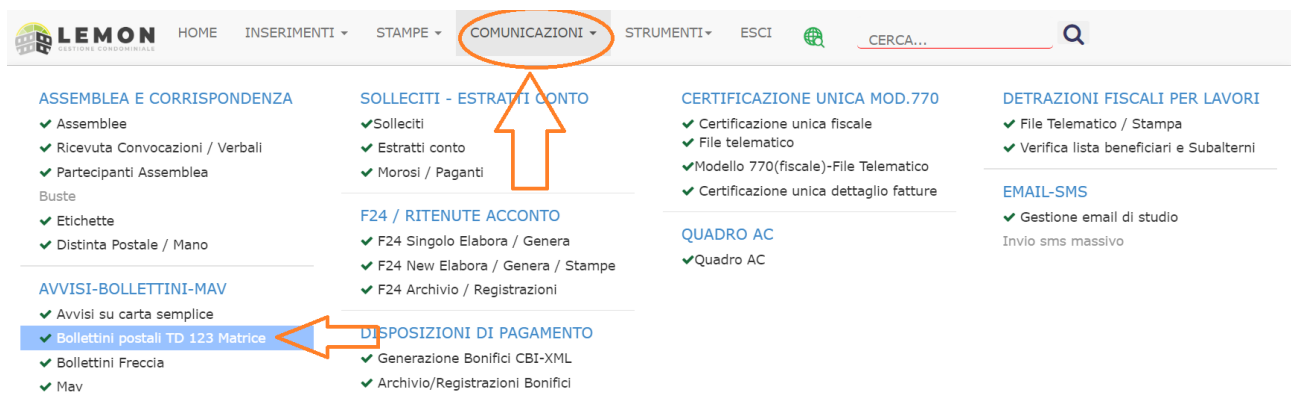 LEMON
GESTIONE CONDOMINIALE
HOME INSERIMENTI STAMPE COMUNICAZIONI STRUMENTI ESCI CERCA...
ASSEMBLEA E CORRISPONDENZA
Assemblee
Ricevuta Convocazioni / Verbali
Partecipanti Assemblea
Buste
Etichette
Distinta Postale / Mano
AVVISI-BOLLETTINI-MAV
Avvisi su carta semplice
Bollettini postali TD 123 Matrice
Bollettini Freccia
Mav
SOLLECITI - ESTRATTI CONTO
Solleciti
Estratti conto
Morosi / Paganti
F24 / RITENUTE ACCONTO
F24 Singolo Elabora / Genera
F24 New Elabora / Genera / Stampe
F24 Archivio / Registrazioni
DISPOSIZIONI DI PAGAMENTO
Generazione Bonifici CBI-XML
Archivio/Registrazioni Bonifici
CERTIFICAZIONE UNICA MOD.770
Certificazione unica fiscale
File telematico
Modello 770(fiscale)-File Telematico
Certificazione unica dettaglio fatture
QUADRO AC
Quadro AC
DETRAZIONI FISCALI PER LAVORI
File Telematico / Stampa
Verifica lista beneficiari e Subalterni
EMAIL-SMS
Gestione email di studio
Invio sms massivo